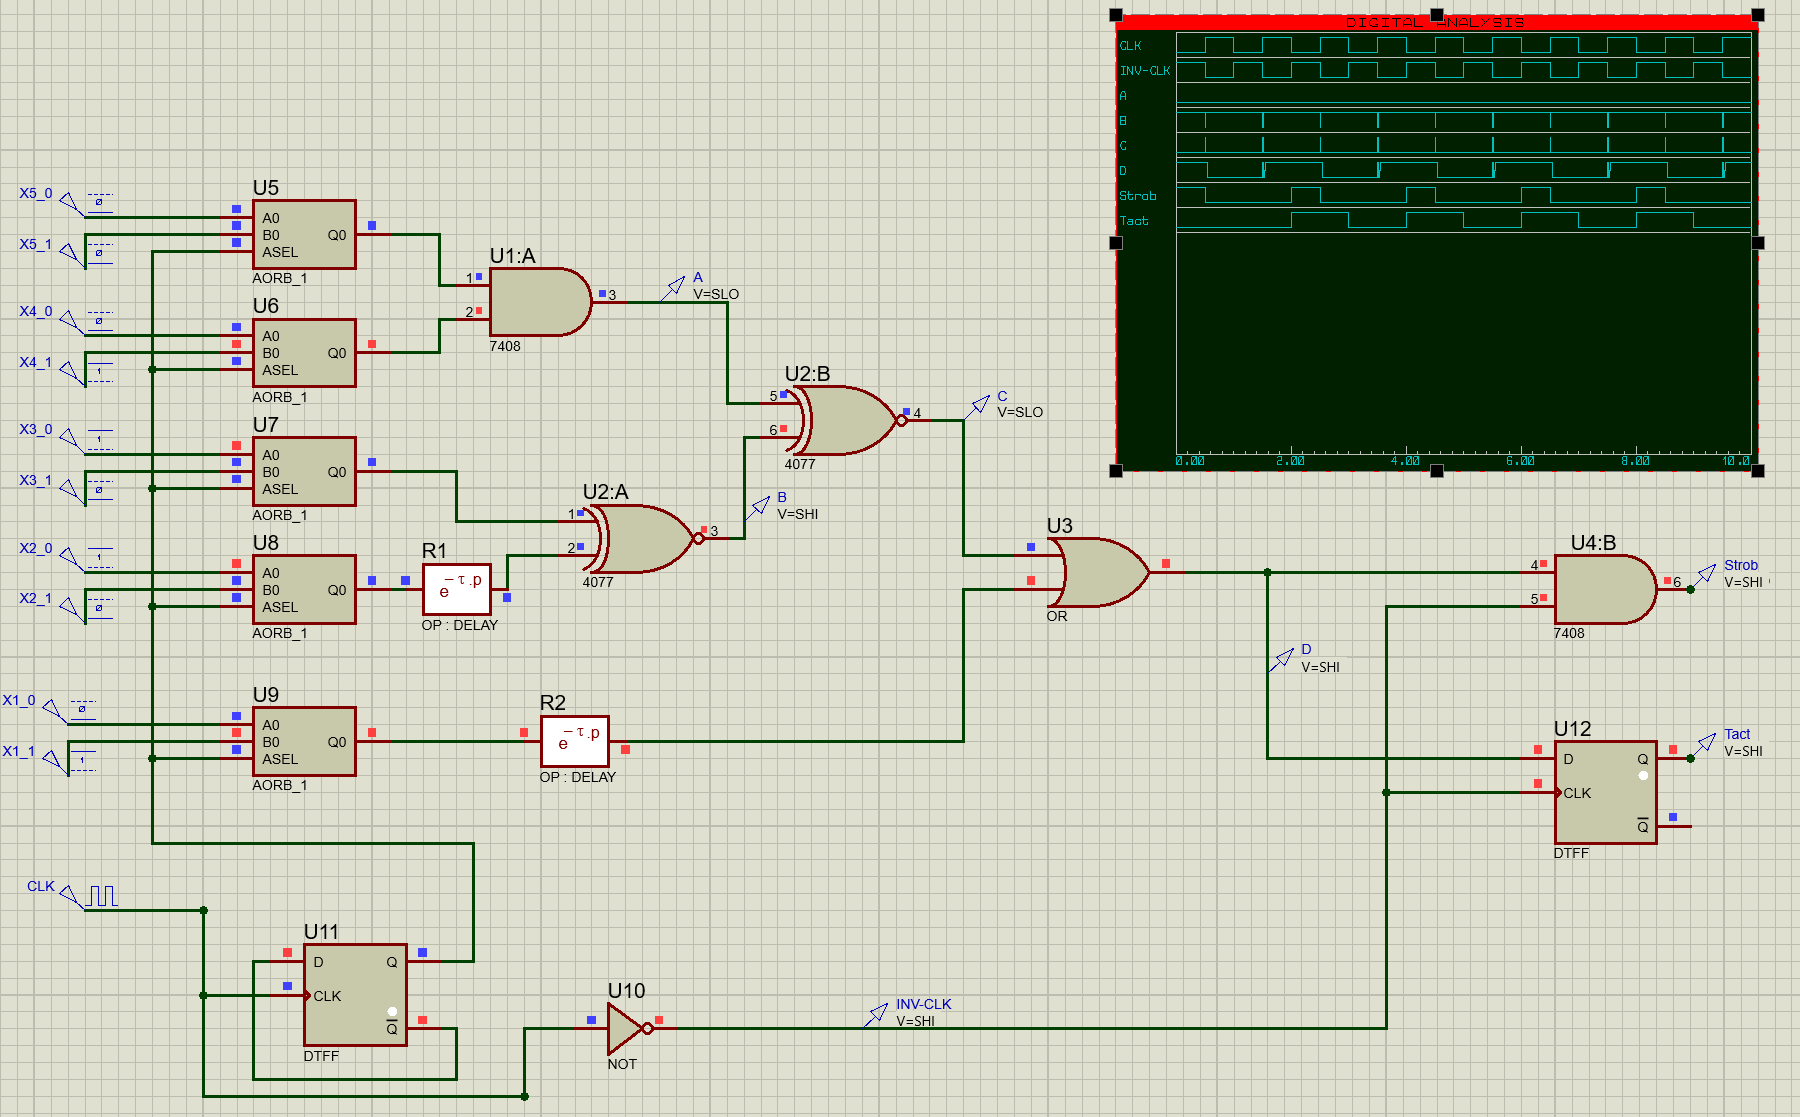 DIGITAL ANALYSIS
CLK
INV-CLK
A
B
C
D
Strob
Tact
0.00 2.00 4.00 6.00 8.00 10.0
X5_0
X5_1
U5
A0
B0
ASEL
Q0
AORB_1
X4_0
X4_1
U6
A0
B0
ASEL
Q0
AORB_1
X3_0
X3_1
U7
A0
B0
ASEL
Q0
AORB_1
X2_0
X2_1
U8
A0
B0
ASEL
Q0
AORB_1
X1_0
X1_1
U9
A0
B0
ASEL
Q0
AORB_1
U1:A
1
2
3
7408
A
V=SLO
U2:B
5
6
4
4077
C
V=SLO
U2:A
1
2
3
4077
B
V=SHI
R1
e −τ.p
OP : DELAY
R2
e −τ.p
OP : DELAY
U3
OR
D
V=SHI
U4:B
4
5
6
7408
Strob
V=SHI
U12
D
Q
CLK
Q
DTFF
Tact
V=SHI
CLK
U11
D
Q
CLK
Q
DTFF
U10
NOT
INV-CLK
V=SHI